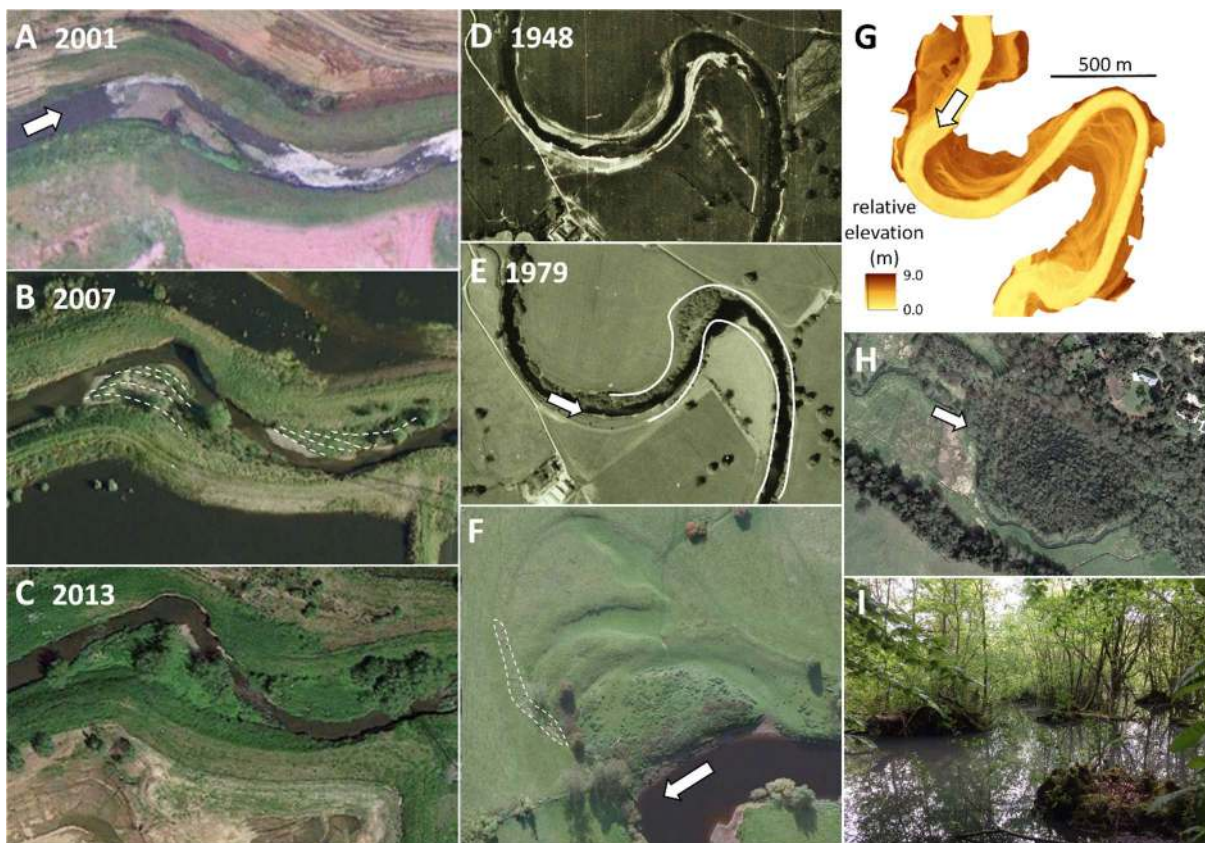 A 2001
B 2007
C 2013
D 1948
E 1979
F
G
500 m
relative
elevation
(m)
9.0
0.0
H
I